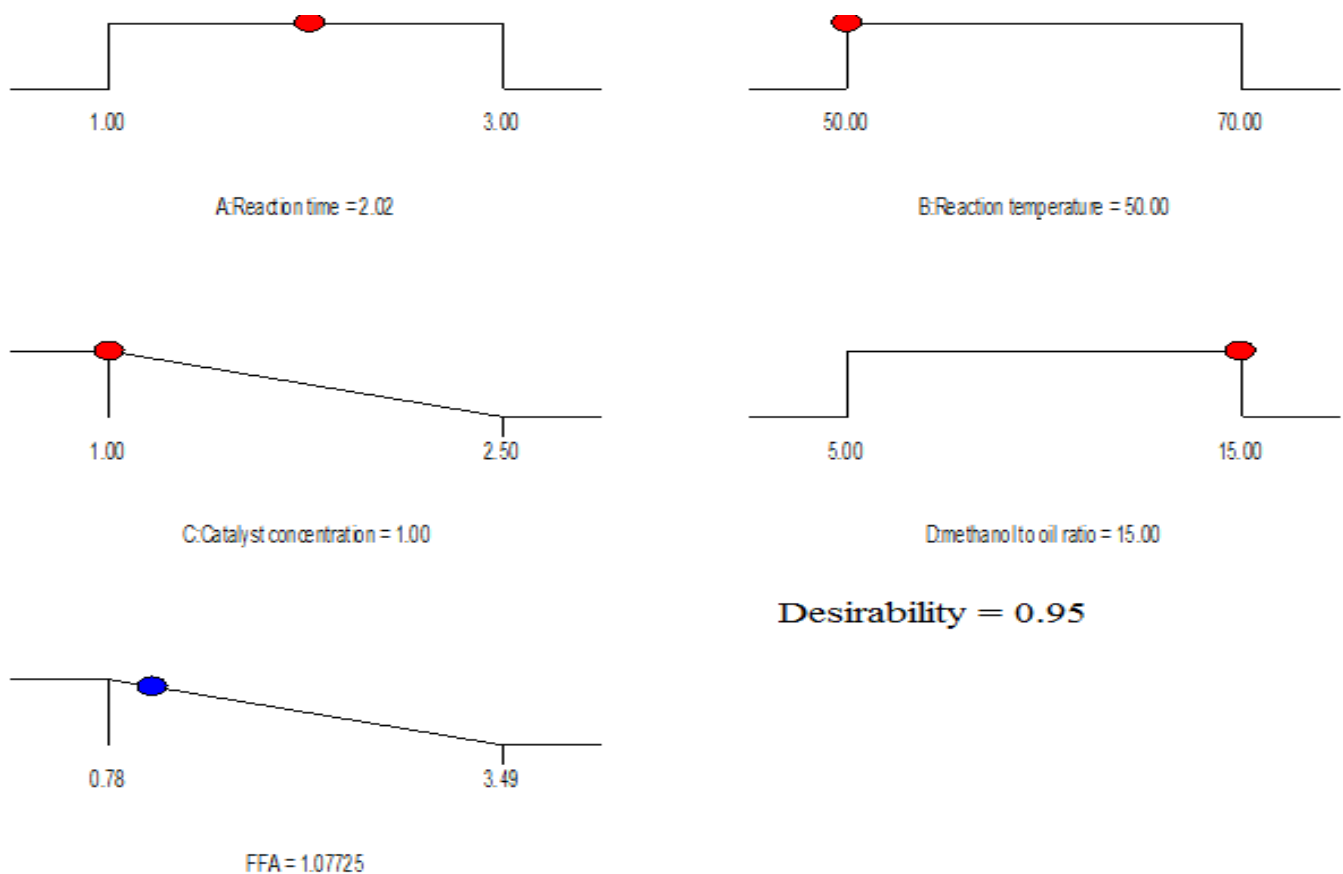 1.00 3.00 50.00 70.00
A:Reaction time = 2.02
B:Reaction temperature = 50.00
1.00 2.50 5.00 15.00
C:Catalyst concentration = 1.00
D:methanol to oil ratio = 15.00
Desirability = 0.95
0.78 3.49
FFA = 1.07725